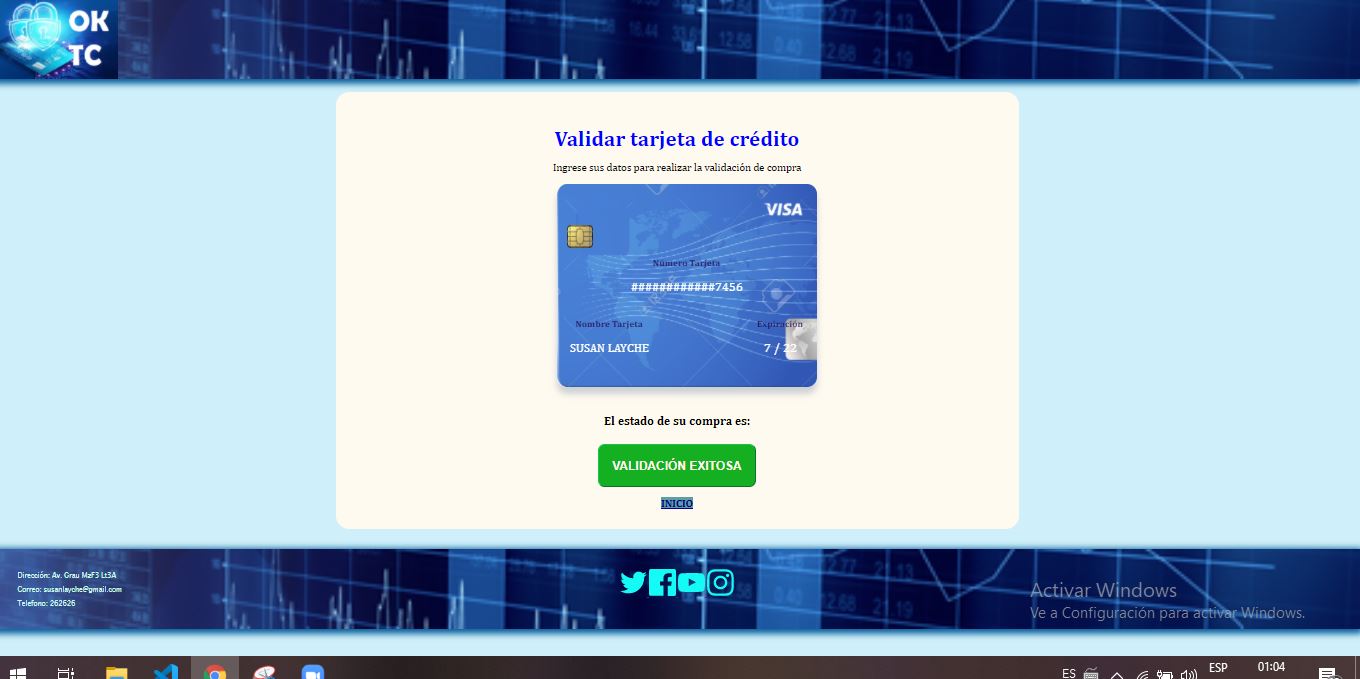 OK
TC
Validar tarjeta de crédito
Ingrese sus datos para realizar la validación de compra
VISA
Número Tarjeta
############7456
Nombre Tarjeta
Expiración
SUSAN LAYCHE
7 / 22
El estado de su compra es:
VALIDACIÓN EXITOSA
INICIO
Dirección: Av. Grau MzF3 Lt3A
Correo: susanlayche@gmail.com
Telefono: 262626
Activar Windows
Ve a Configuración para activar Windows.
ES
ESP
01:04